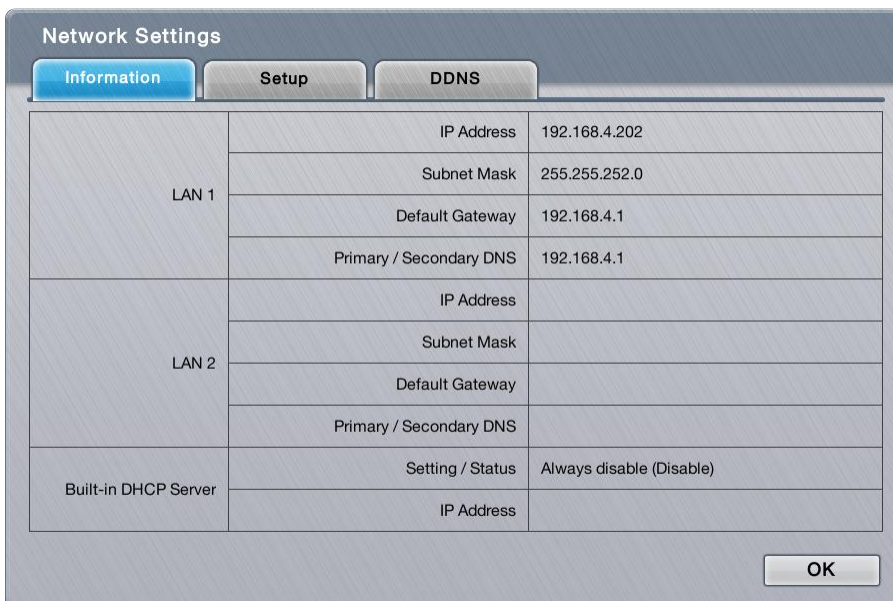 Network Settings
Information Setup DDNS
LAN 1
IP Address 192.168.4.202
Subnet Mask 255.255.252.0
Default Gateway 192.168.4.1
Primary / Secondary DNS 192.168.4.1
LAN 2
IP Address
Subnet Mask
Default Gateway
Primary / Secondary DNS
Built-in DHCP Server
Setting / Status Always disable (Disable)
IP Address
OK